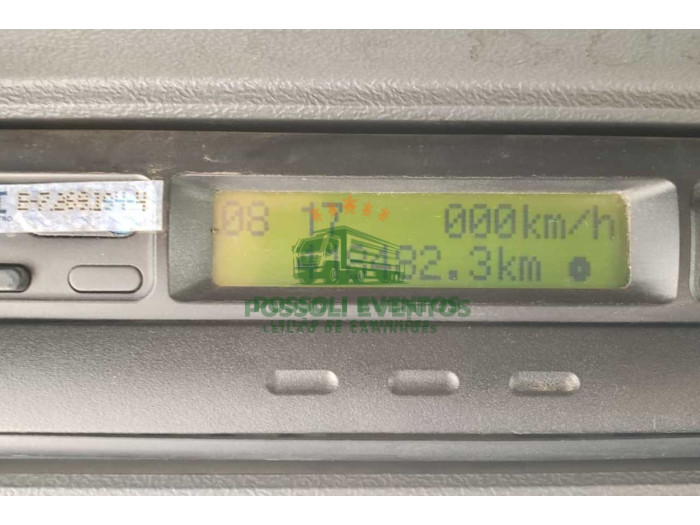 08 17 000km/h
482.3km
POSSOLI EVENTOS
LEILÃO DE CAMINHÕES